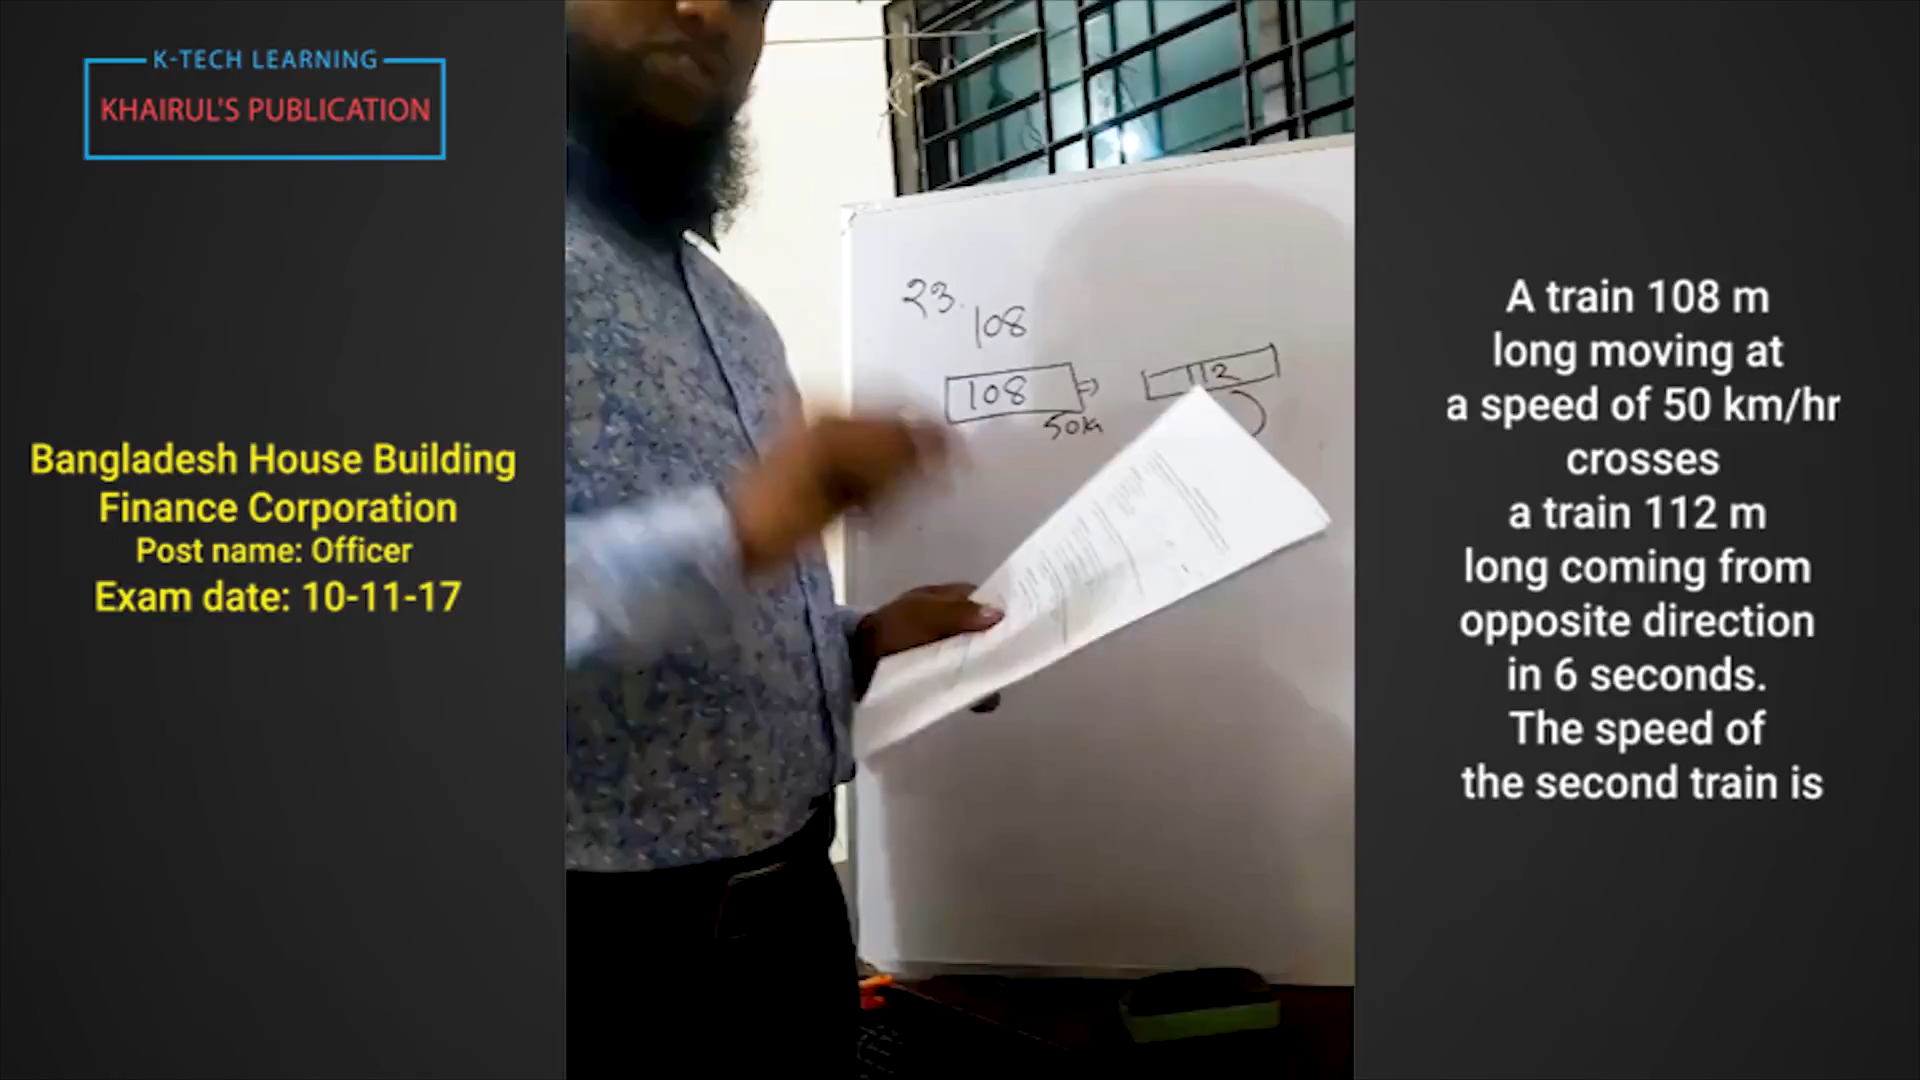 K-TECH LEARNING
KHAIRUL'S PUBLICATION
Bangladesh House Building
Finance Corporation
Post name: Officer
Exam date: 10-11-17
23.
108
108
112
50km
A train 108 m
long moving at
a speed of 50 km/hr
crosses
a train 112 m
long coming from
opposite direction
in 6 seconds.
The speed of
the second train is